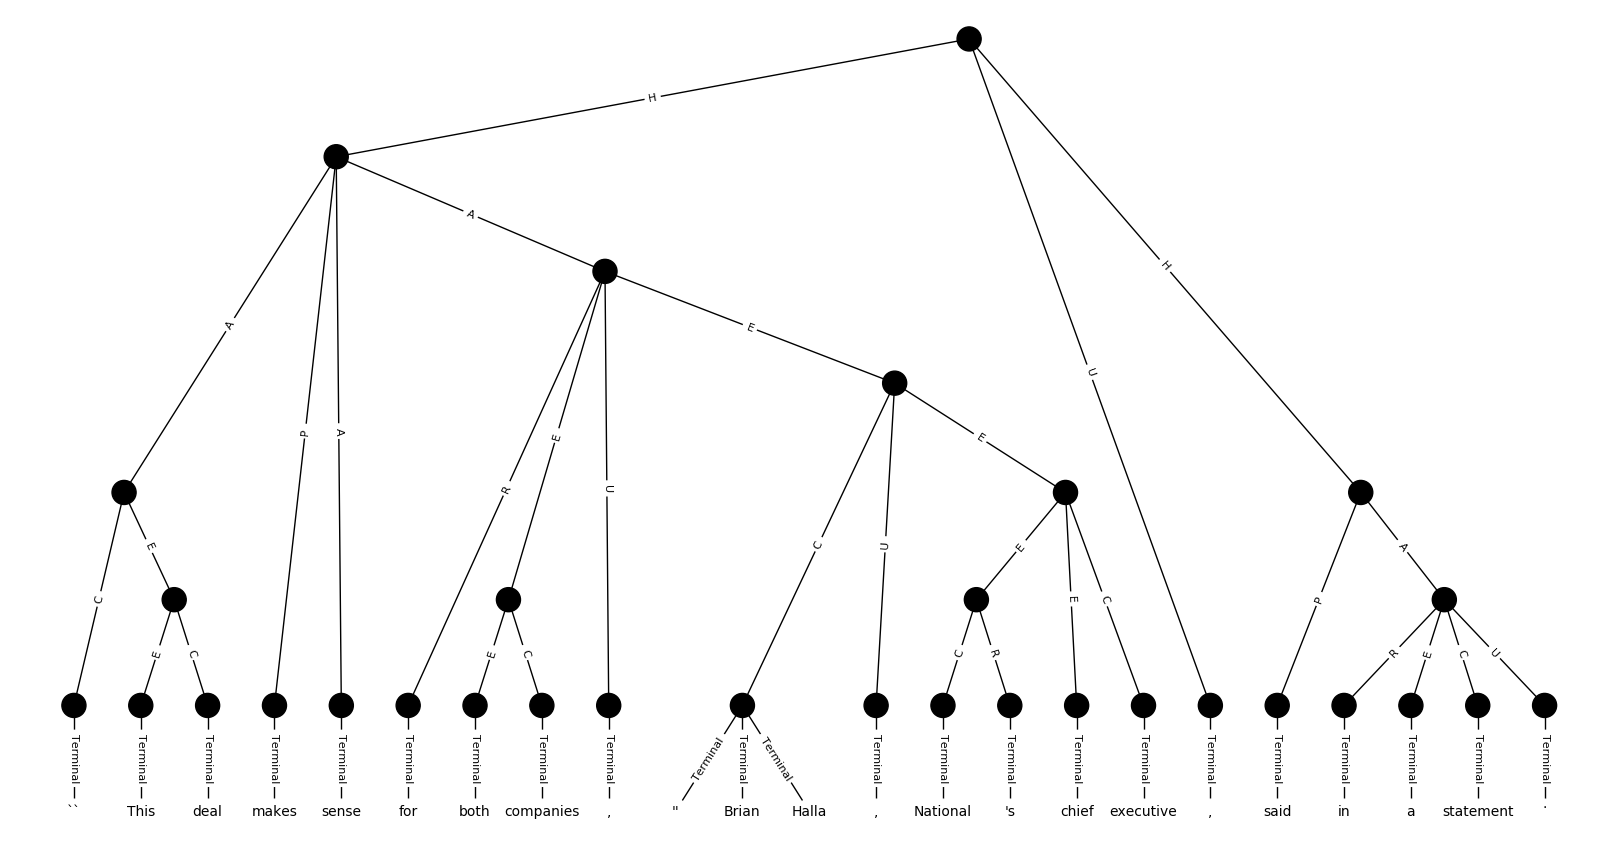 H
A
A
H
E
A
U
P
A
E
E
R
U
E
C
U
E
A
C
E
E
C
P
E
C
E
C
C
R
R
E
C
U
Terminal Terminal Terminal Terminal Terminal Terminal Terminal Terminal Terminal Terminal Terminal Terminal Terminal Terminal Terminal Terminal Terminal Terminal Terminal Terminal Terminal Terminal Terminal
`` This deal makes sense for both companies , " Brian Halla , National 's chief executive , said in a statement .